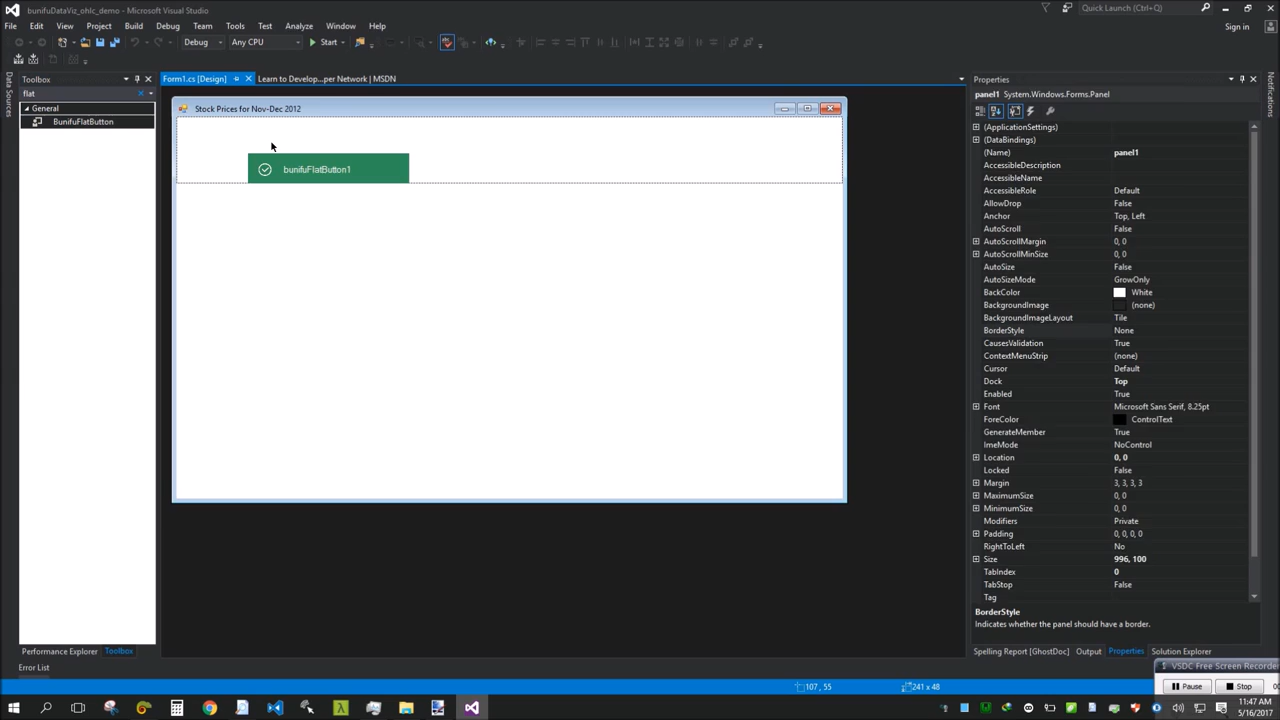 bunifuDataViz_ohlc_demo - Microsoft Visual Studio
Quick Launch (Ctrl+Q)
File Edit View Project Build Debug Team Tools Test Analyze Window Help
Sign in
Debug Any CPU Start
Data Sources
Toolbox
flat
General
BunifuFlatButton
Form1.cs [Design]
Learn to Develop...per Network | MSDN
Stock Prices for Nov-Dec 2012
bunifuFlatButton1
Properties
Notifications
panel1 System.Windows.Forms.Panel
(ApplicationSettings)
(DataBindings)
(Name) panel1
AccessibleDescription
AccessibleName
AccessibleRole Default
AllowDrop False
Anchor Top, Left
AutoScroll False
AutoScrollMargin 0, 0
AutoScrollMinSize 0, 0
AutoSize False
AutoSizeMode GrowOnly
BackColor White
BackgroundImage (none)
BackgroundImageLayout Tile
BorderStyle None
CausesValidation True
ContextMenuStrip (none)
Cursor Default
Dock Top
Enabled True
Font Microsoft Sans Serif, 8.25pt
ForeColor ControlText
GenerateMember True
ImeMode NoControl
Location 0, 0
Locked False
Margin 3, 3, 3, 3
MaximumSize 0, 0
MinimumSize 0, 0
Modifiers Private
Padding 0, 0, 0, 0
RightToLeft No
Size 996, 100
TabIndex 0
TabStop False
Tag
BorderStyle
Indicates whether the panel should have a border.
Performance Explorer Toolbox
Spelling Report [GhostDoc] Output Properties Solution Explorer
Error List
VSDC Free Screen Recorder
107 , 55
241 x 48
Pause Stop
11:47 AM
5/16/2017